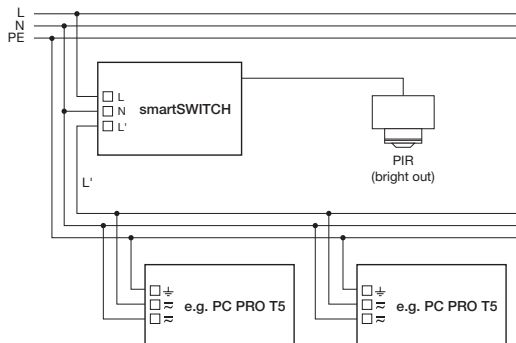 L
N
PE
L
N
L'
smartSWITCH
PIR
(bright out)
L'
e.g. PC PRO T5
e.g. PC PRO T5